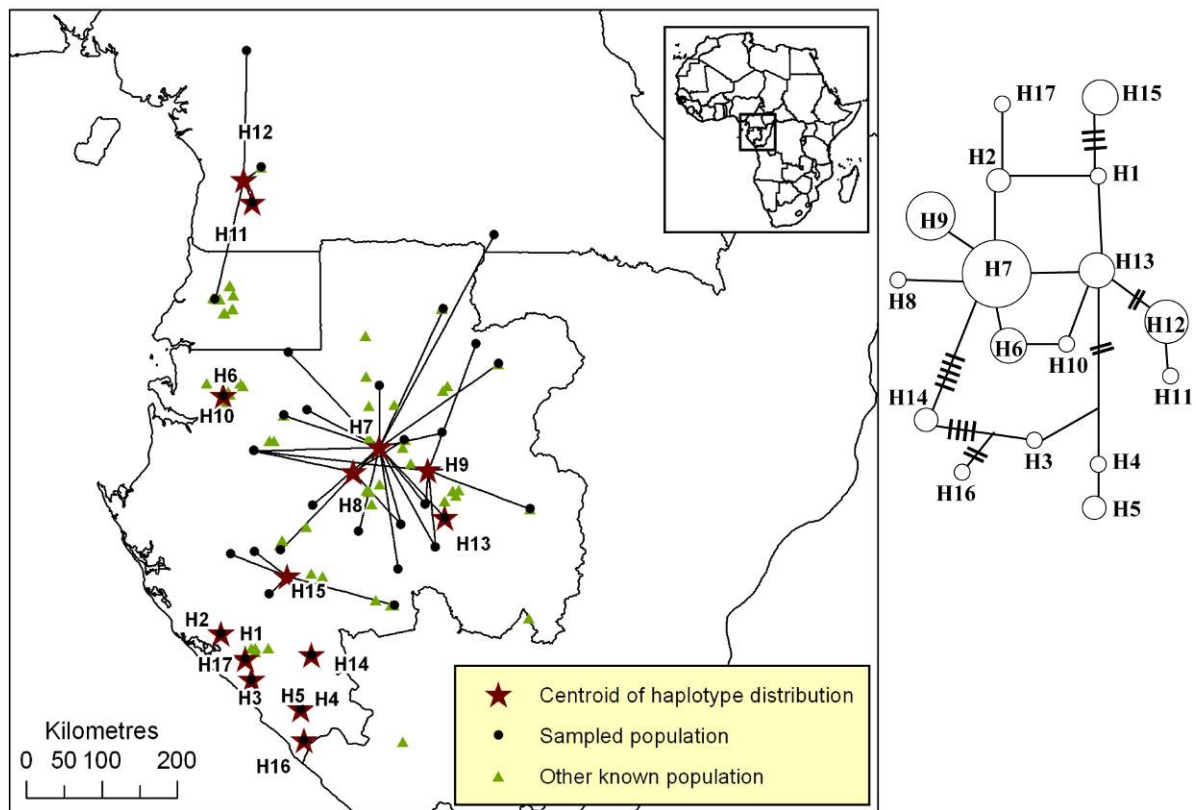 H12
H11
H6
H10
H7
H9
H8
H13
H15
H2
H1
H17
H14
H3
H5 H4
H16
Kilometres
0 50 100 200
Centroid of haplotype distribution
Sampled population
Other known population
H17
H15
H2
H1
H9
H7
H13
H8
H12
H6
H10
H11
H14
H3
H4
H16
H5